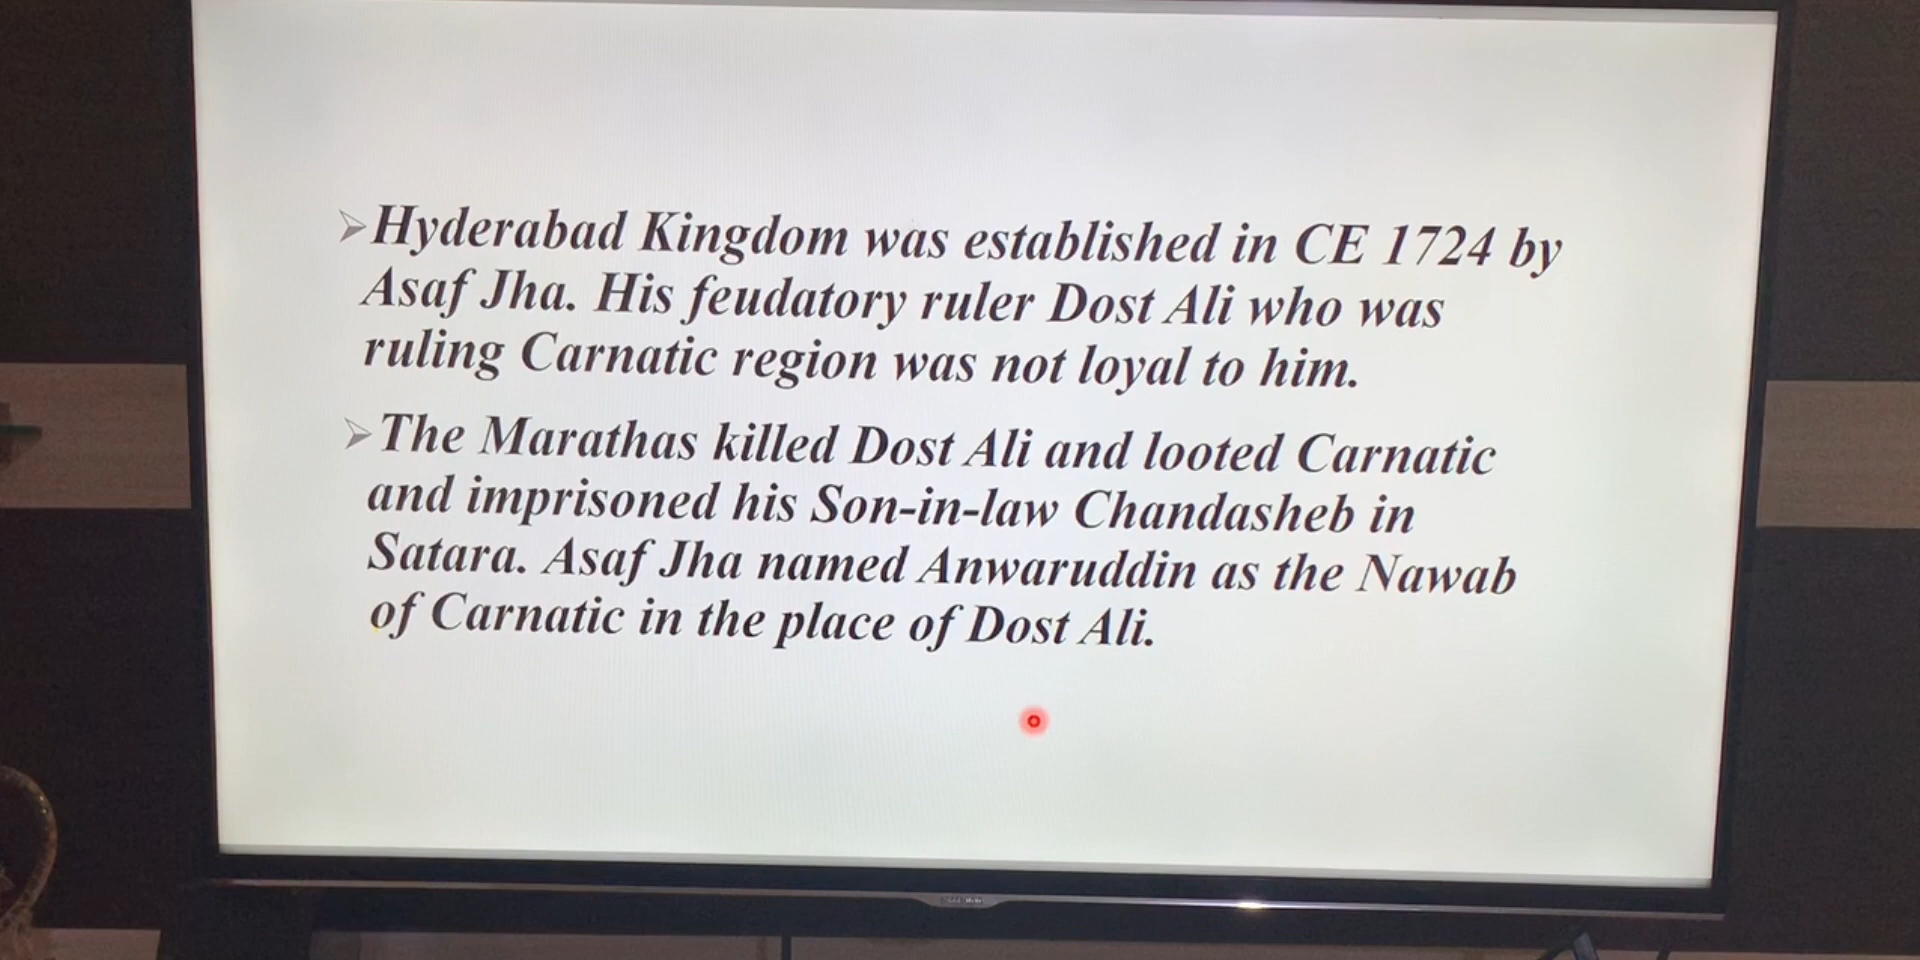 ➢Hyderabad Kingdom was established in CE 1724 by
Asaf Jha. His feudatory ruler Dost Ali who was
ruling Carnatic region was not loyal to him.
➢The Marathas killed Dost Ali and looted Carnatic
and imprisoned his Son-in-law Chandasheb in
Satara. Asaf Jha named Anwaruddin as the Nawab
of Carnatic in the place of Dost Ali.